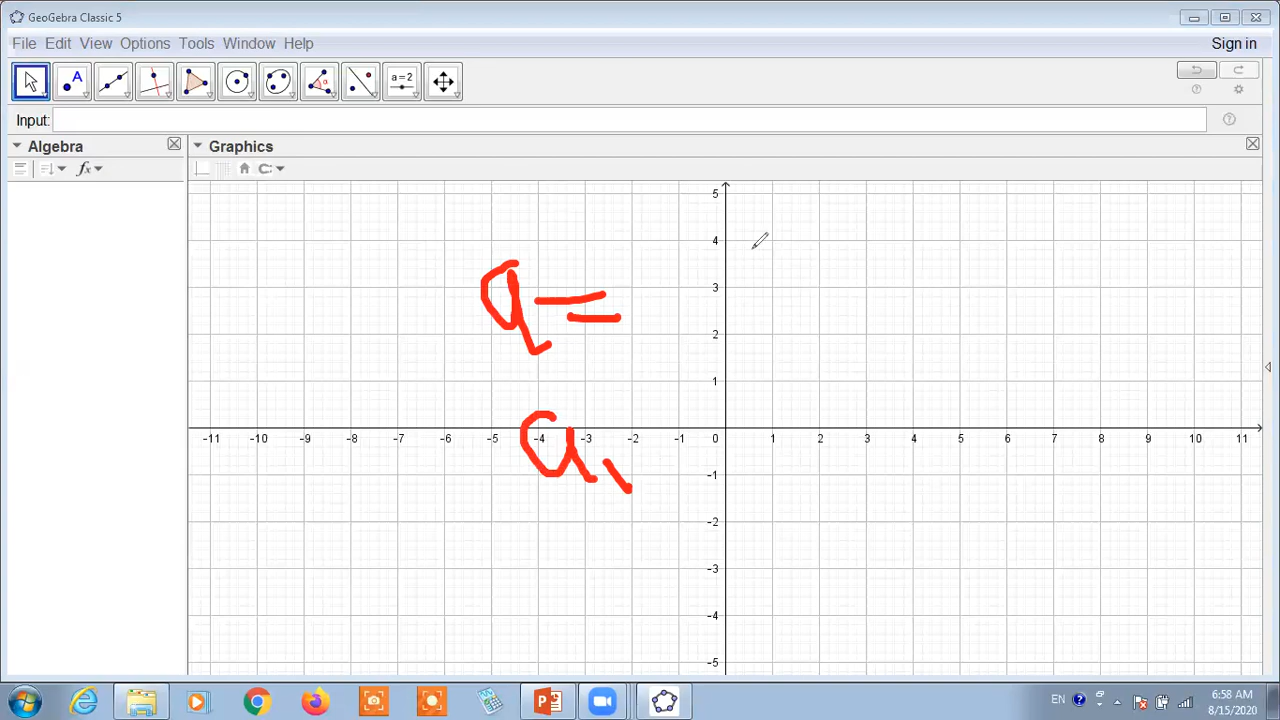 GeoGebra Classic 5
File Edit View Options Tools Window Help Sign in
A α a=2
Input:
Algebra Graphics
fx
5
4
a =
3
2
1
-11 -10 -9 -8 -7 -6 -5 -4 -3 -2 -1 0 1 2 3 4 5 6 7 8 9 10 11
a,
-1
-2
-3
-4
-5
EN 6:58 AM
8/15/2020